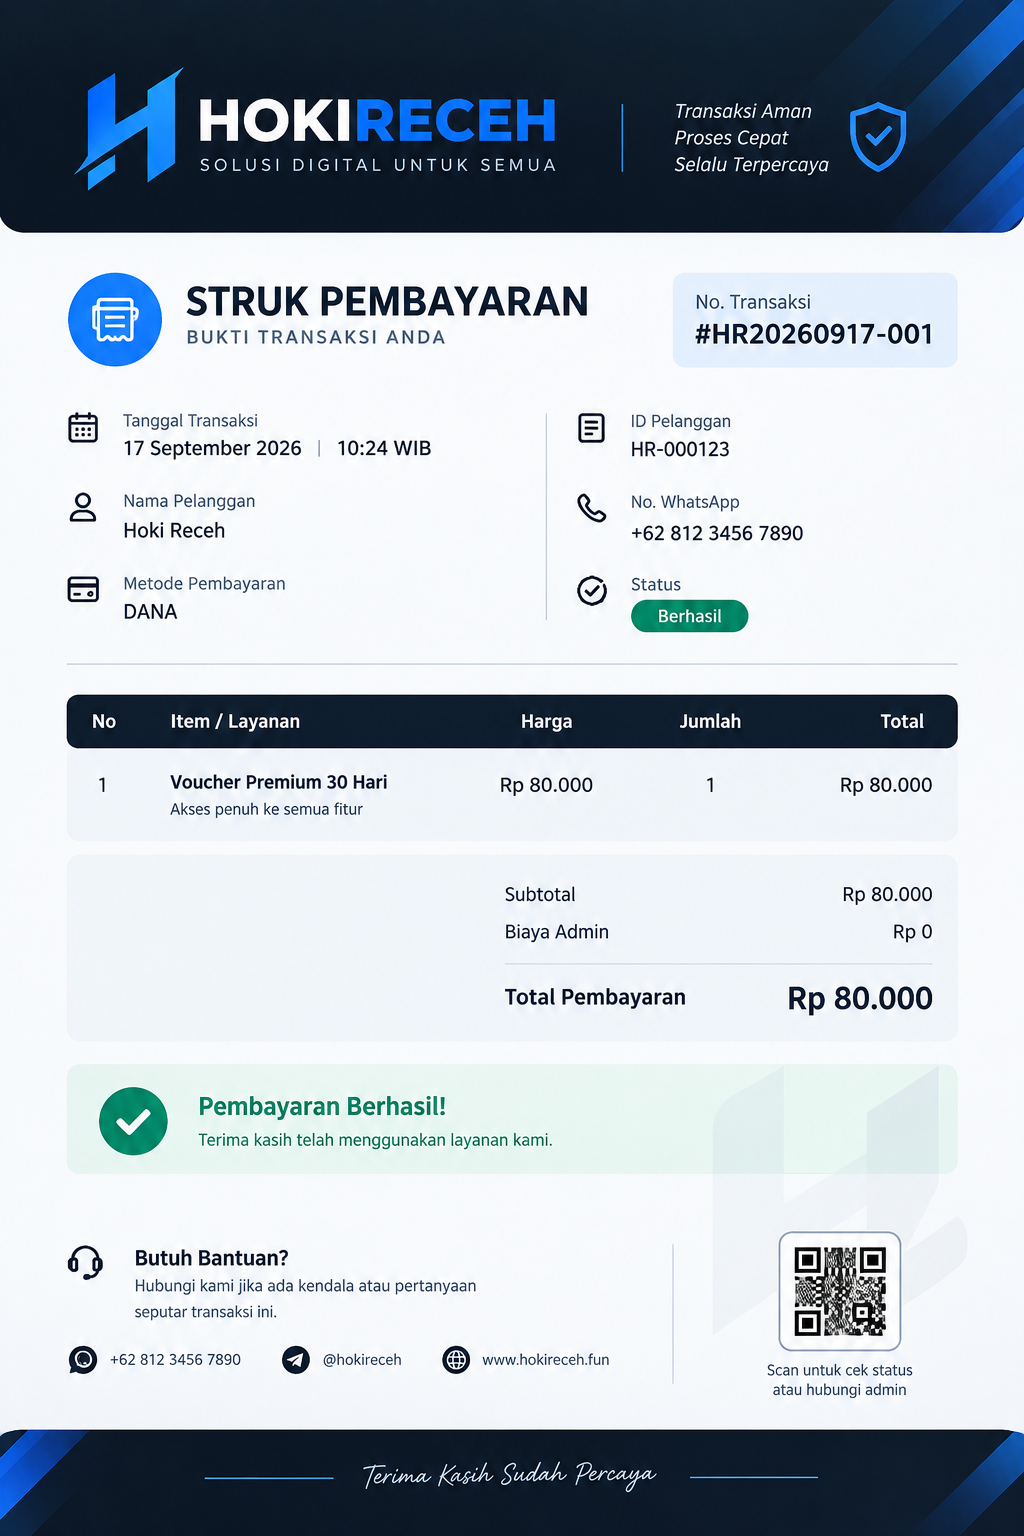 HOKIRECEH
SOLUSI DIGITAL UNTUK SEMUA
Transaksi Aman
Proses Cepat
Selalu Terpercaya
STRUK PEMBAYARAN
BUKTI TRANSAKSI ANDA
No. Transaksi
#HR20260917-001
Tanggal Transaksi
17 September 2026 | 10:24 WIB
Nama Pelanggan
Hoki Receh
Metode Pembayaran
DANA
ID Pelanggan
HR-000123
No. WhatsApp
+62 812 3456 7890
Status
Berhasil
No Item / Layanan Harga Jumlah Total
1 Voucher Premium 30 Hari Rp 80.000 1 Rp 80.000
Akses penuh ke semua fitur
Subtotal Rp 80.000
Biaya Admin Rp 0
Total Pembayaran Rp 80.000
Pembayaran Berhasil!
Terima kasih telah menggunakan layanan kami.
Butuh Bantuan?
Hubungi kami jika ada kendala atau pertanyaan
seputar transaksi ini.
+62 812 3456 7890 @hokireceh www.hokireceh.fun
Scan untuk cek status
atau hubungi admin
Terima Kasih Sudah Percaya